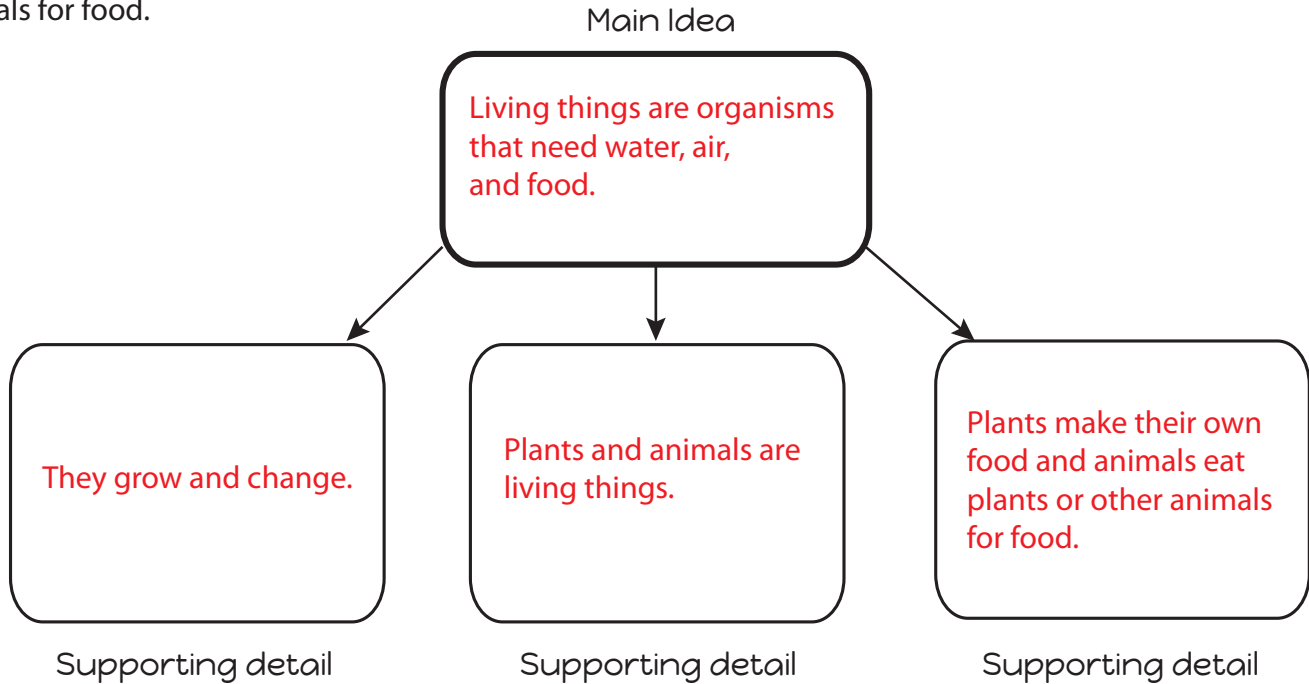 als for food.
Main Idea
Living things are organisms
that need water, air,
and food.
They grow and change.
Plants and animals are
living things.
Plants make their own
food and animals eat
plants or other animals
for food.
Supporting detail
Supporting detail
Supporting detail